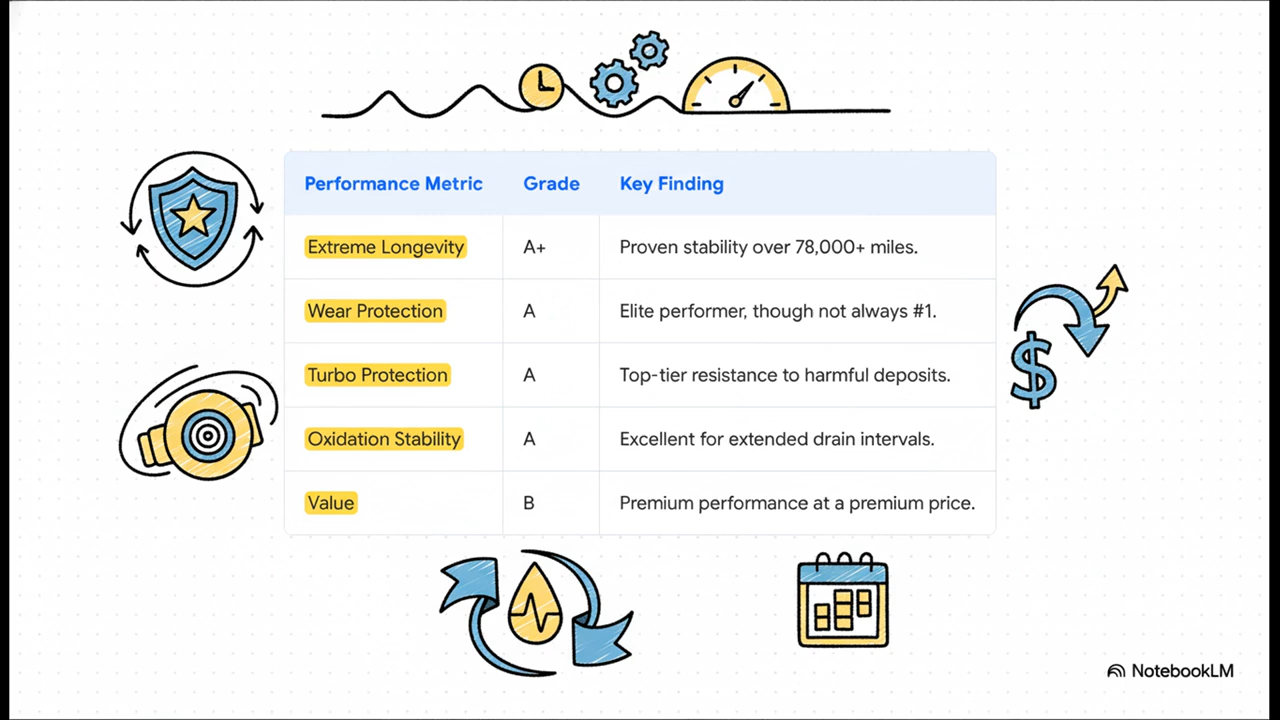 Performance Metric Grade Key Finding
Extreme Longevity A+ Proven stability over 78,000+ miles.
Wear Protection A Elite performer, though not always #1.
Turbo Protection A Top-tier resistance to harmful deposits.
Oxidation Stability A Excellent for extended drain intervals.
Value B Premium performance at a premium price.
$
NotebookLM